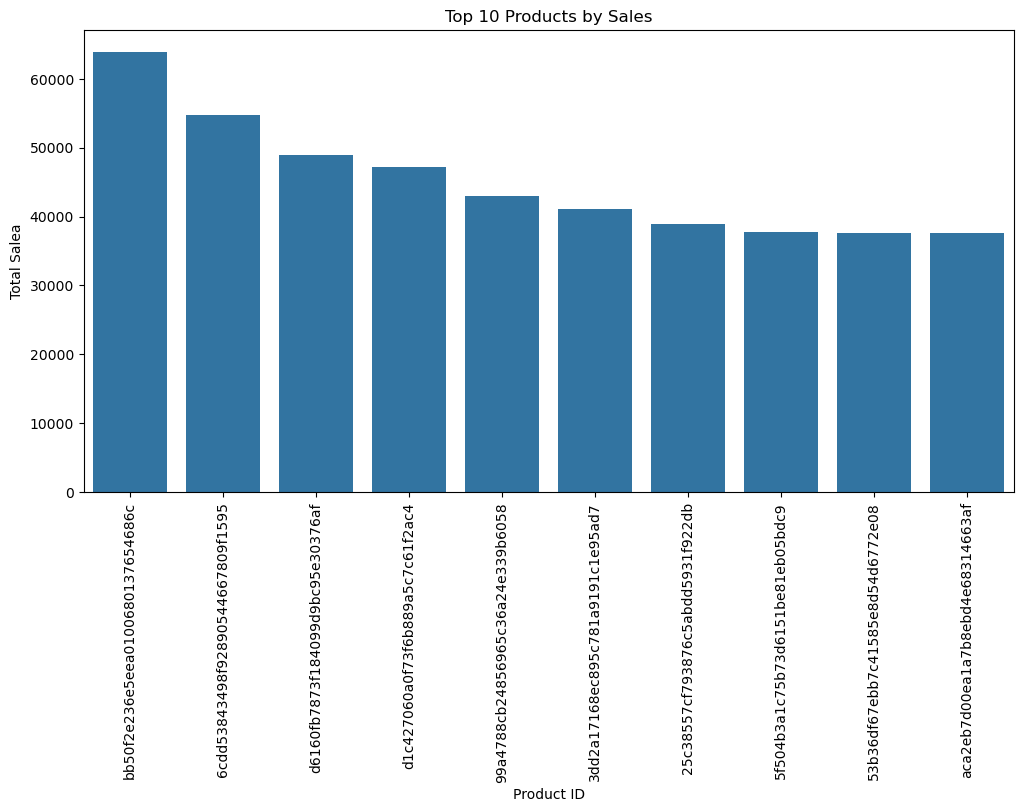 Top 10 Products by Sales
Total Salea
60000
50000
40000
30000
20000
10000
0
bb50f2e236e5eea0100680137654686c
6cdd53843498f92890544667809f1595
d6160fb7873f184099d9bc95e30376af
d1c427060a0f73f6b889a5c7c61f2ac4
99a4788cb24856965c36a24e339b6058
3dd2a17168ec895c781a9191c1e95ad7
25c38557cf793876c5abdd5931f922db
5f504b3a1c75b73d6151be81eb05bdc9
53b36df67ebb7c41585e8d54d6772e08
aca2eb7d00ea1a7b8ebd4e68314663af
Product ID